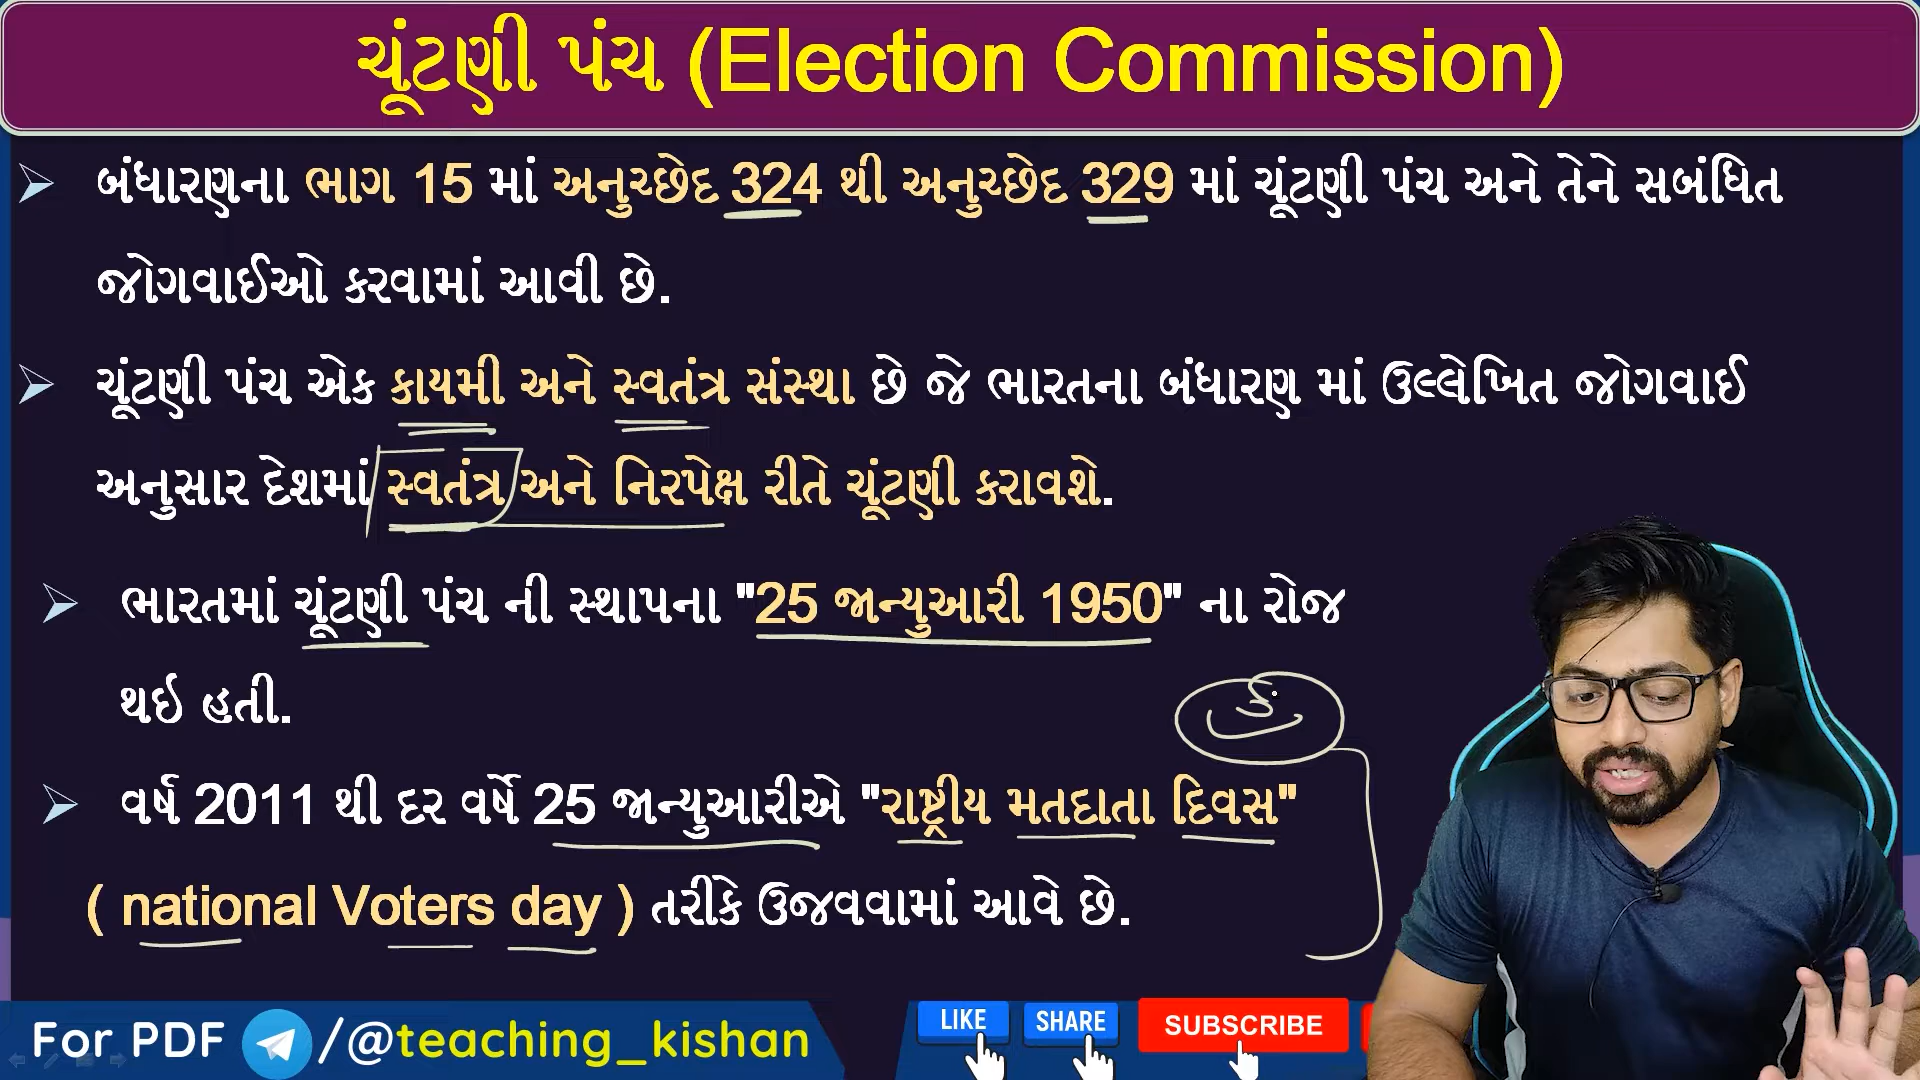 ચૂંટણી પંચ (Election Commission)
બંધારણના ભાગ 15 માં અનુચ્છેદ 324 થી અનુચ્છેદ 329 માં ચૂંટણી પંચ અને તેને સબંધિત
જોગવાઈઓ કરવામાં આવી છે.
ચૂંટણી પંચ એક કાયમી અને સ્વતંત્ર સંસ્થા છે જે ભારતના બંધારણ માં ઉલ્લેખિત જોગવાઈ
અનુસાર દેશમાં સ્વતંત્ર અને નિરપેક્ષ રીતે ચૂંટણી કરાવશે.
ભારતમાં ચૂંટણી પંચ ની સ્થાપના "25 જાન્યુઆરી 1950" ના રોજ
થઇ હતી.
વર્ષ 2011 થી દર વર્ષે 25 જાન્યુઆરીએ "રાષ્ટ્રીય મતદાતા દિવસ"
( national Voters day ) તરીકે ઉજવવામાં આવે છે.
For PDF /@teaching_kishan
LIKE SHARE SUBSCRIBE